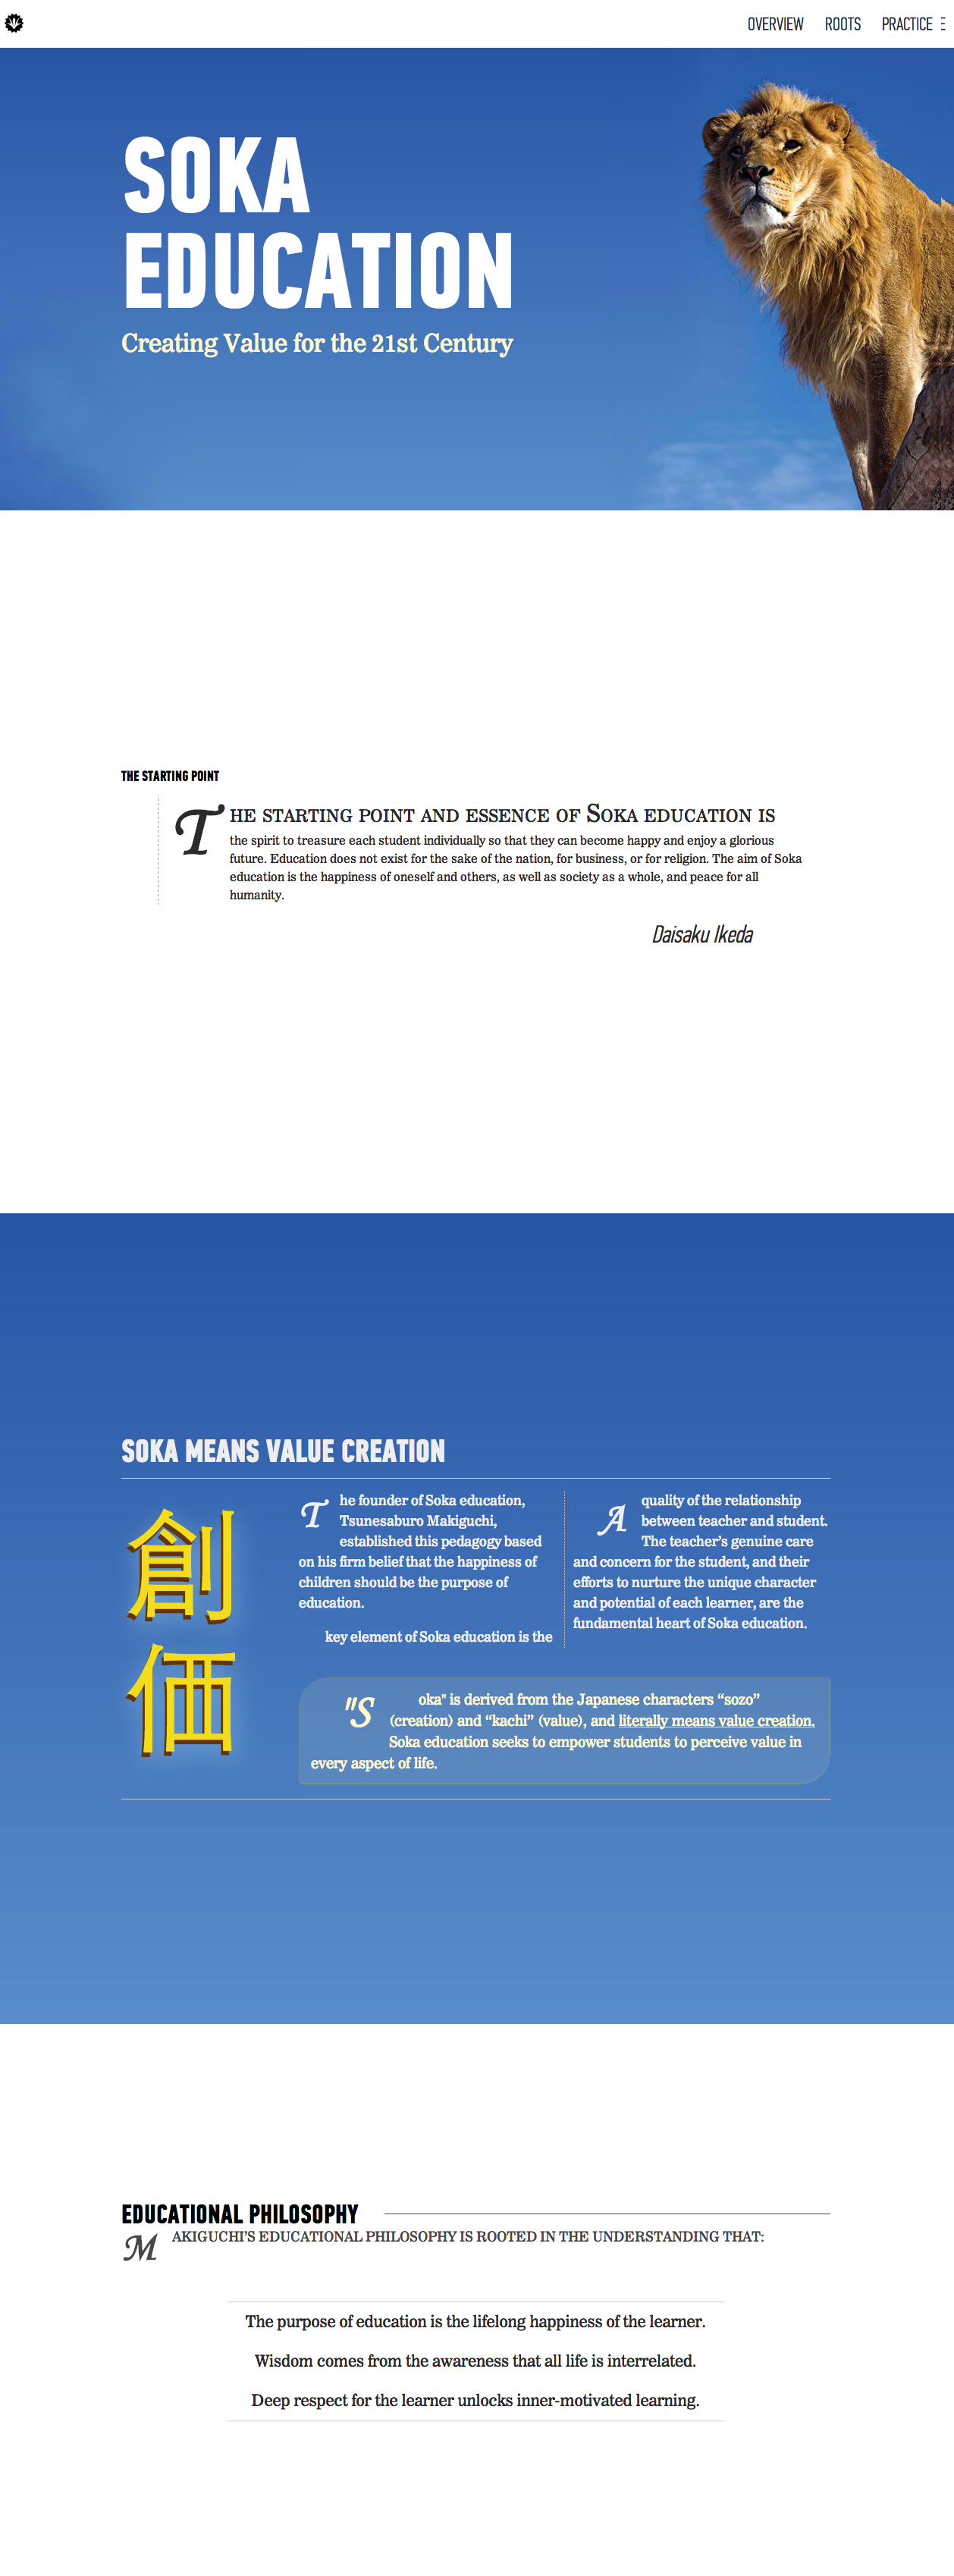 OVERVIEW ROOTS PRACTICE
SOKA
EDUCATION
Creating Value for the 21st Century
THE STARTING POINT
THE STARTING POINT AND ESSENCE OF SOKA EDUCATION IS
the spirit to treasure each student individually so that they can become happy and enjoy a glorious
future. Education does not exist for the sake of the nation, for business, or for religion. The aim of Soka
education is the happiness of oneself and others, as well as society as a whole, and peace for all
humanity.
Daisaku Ikeda
SOKA MEANS VALUE CREATION
創
価
The founder of Soka education,
Tsunesaburo Makiguchi,
established this pedagogy based
on his firm belief that the happiness of
children should be the purpose of
education.
key element of Soka education is the
A quality of the relationship
between teacher and student.
The teacher’s genuine care
and concern for the student, and their
efforts to nurture the unique character
and potential of each learner, are the
fundamental heart of Soka education.
"Soka" is derived from the Japanese characters “sozo”
(creation) and “kachi” (value), and literally means value creation.
Soka education seeks to empower students to perceive value in
every aspect of life.
EDUCATIONAL PHILOSOPHY
MAKIGUCHI’S EDUCATIONAL PHILOSOPHY IS ROOTED IN THE UNDERSTANDING THAT:
The purpose of education is the lifelong happiness of the learner.
Wisdom comes from the awareness that all life is interrelated.
Deep respect for the learner unlocks inner-motivated learning.